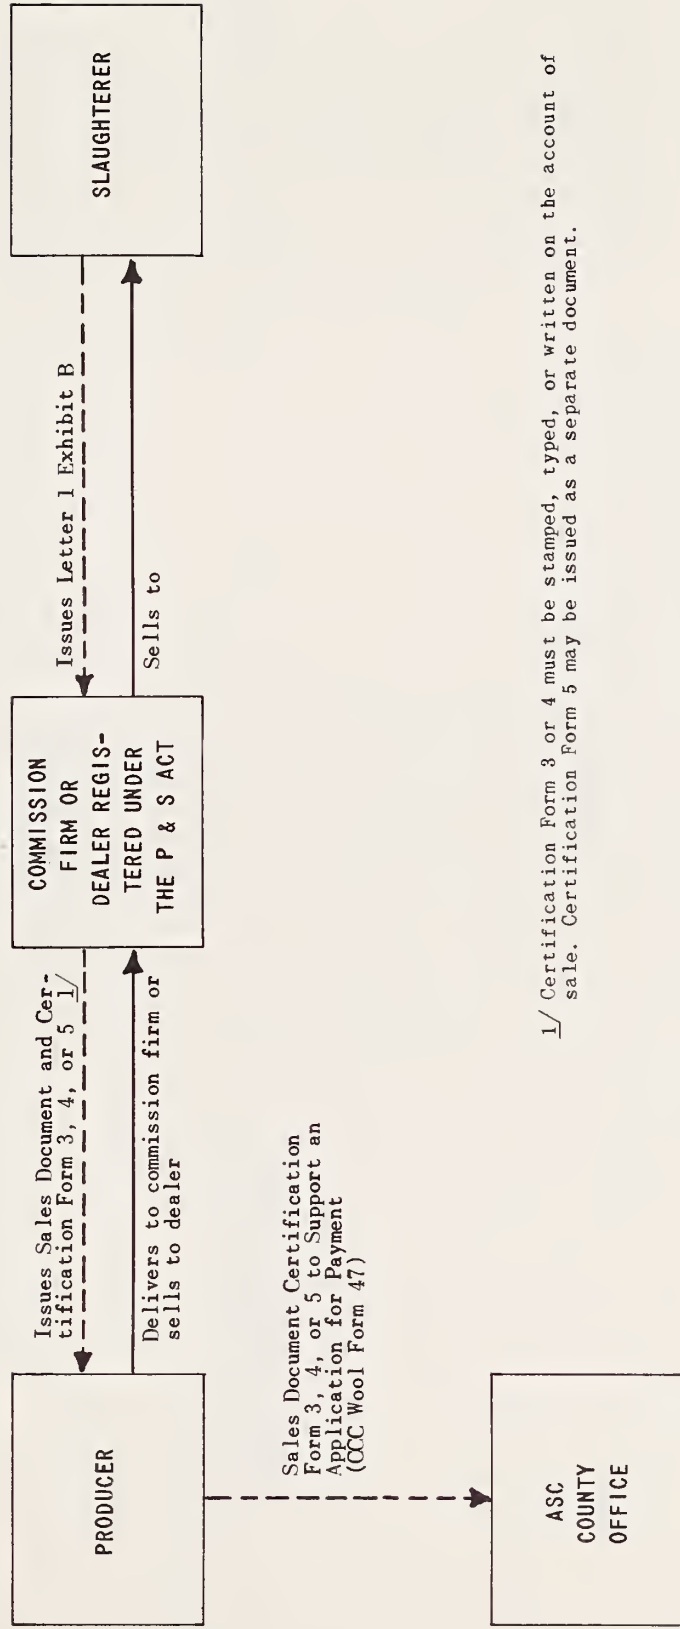 PRODUCER
Issues Sales Document and Cer-
tification Form 3, 4, or 5 1/
Delivers to commission firm or
sells to dealer
COMMISSION
FIRM OR
DEALER REGIS-
TERED UNDER
THE P & S ACT
Issues Letter 1 Exhibit B
Sells to
SLAUGHTERER
Sales Document Certification
Form 3, 4, or 5 to Support an
Application for Payment
(CCC Wool Form 47)
ASC
COUNTY
OFFICE
1/ Certification Form 3 or 4 must be stamped, typed, or written on the account of
sale. Certification Form 5 may be issued as a separate document.